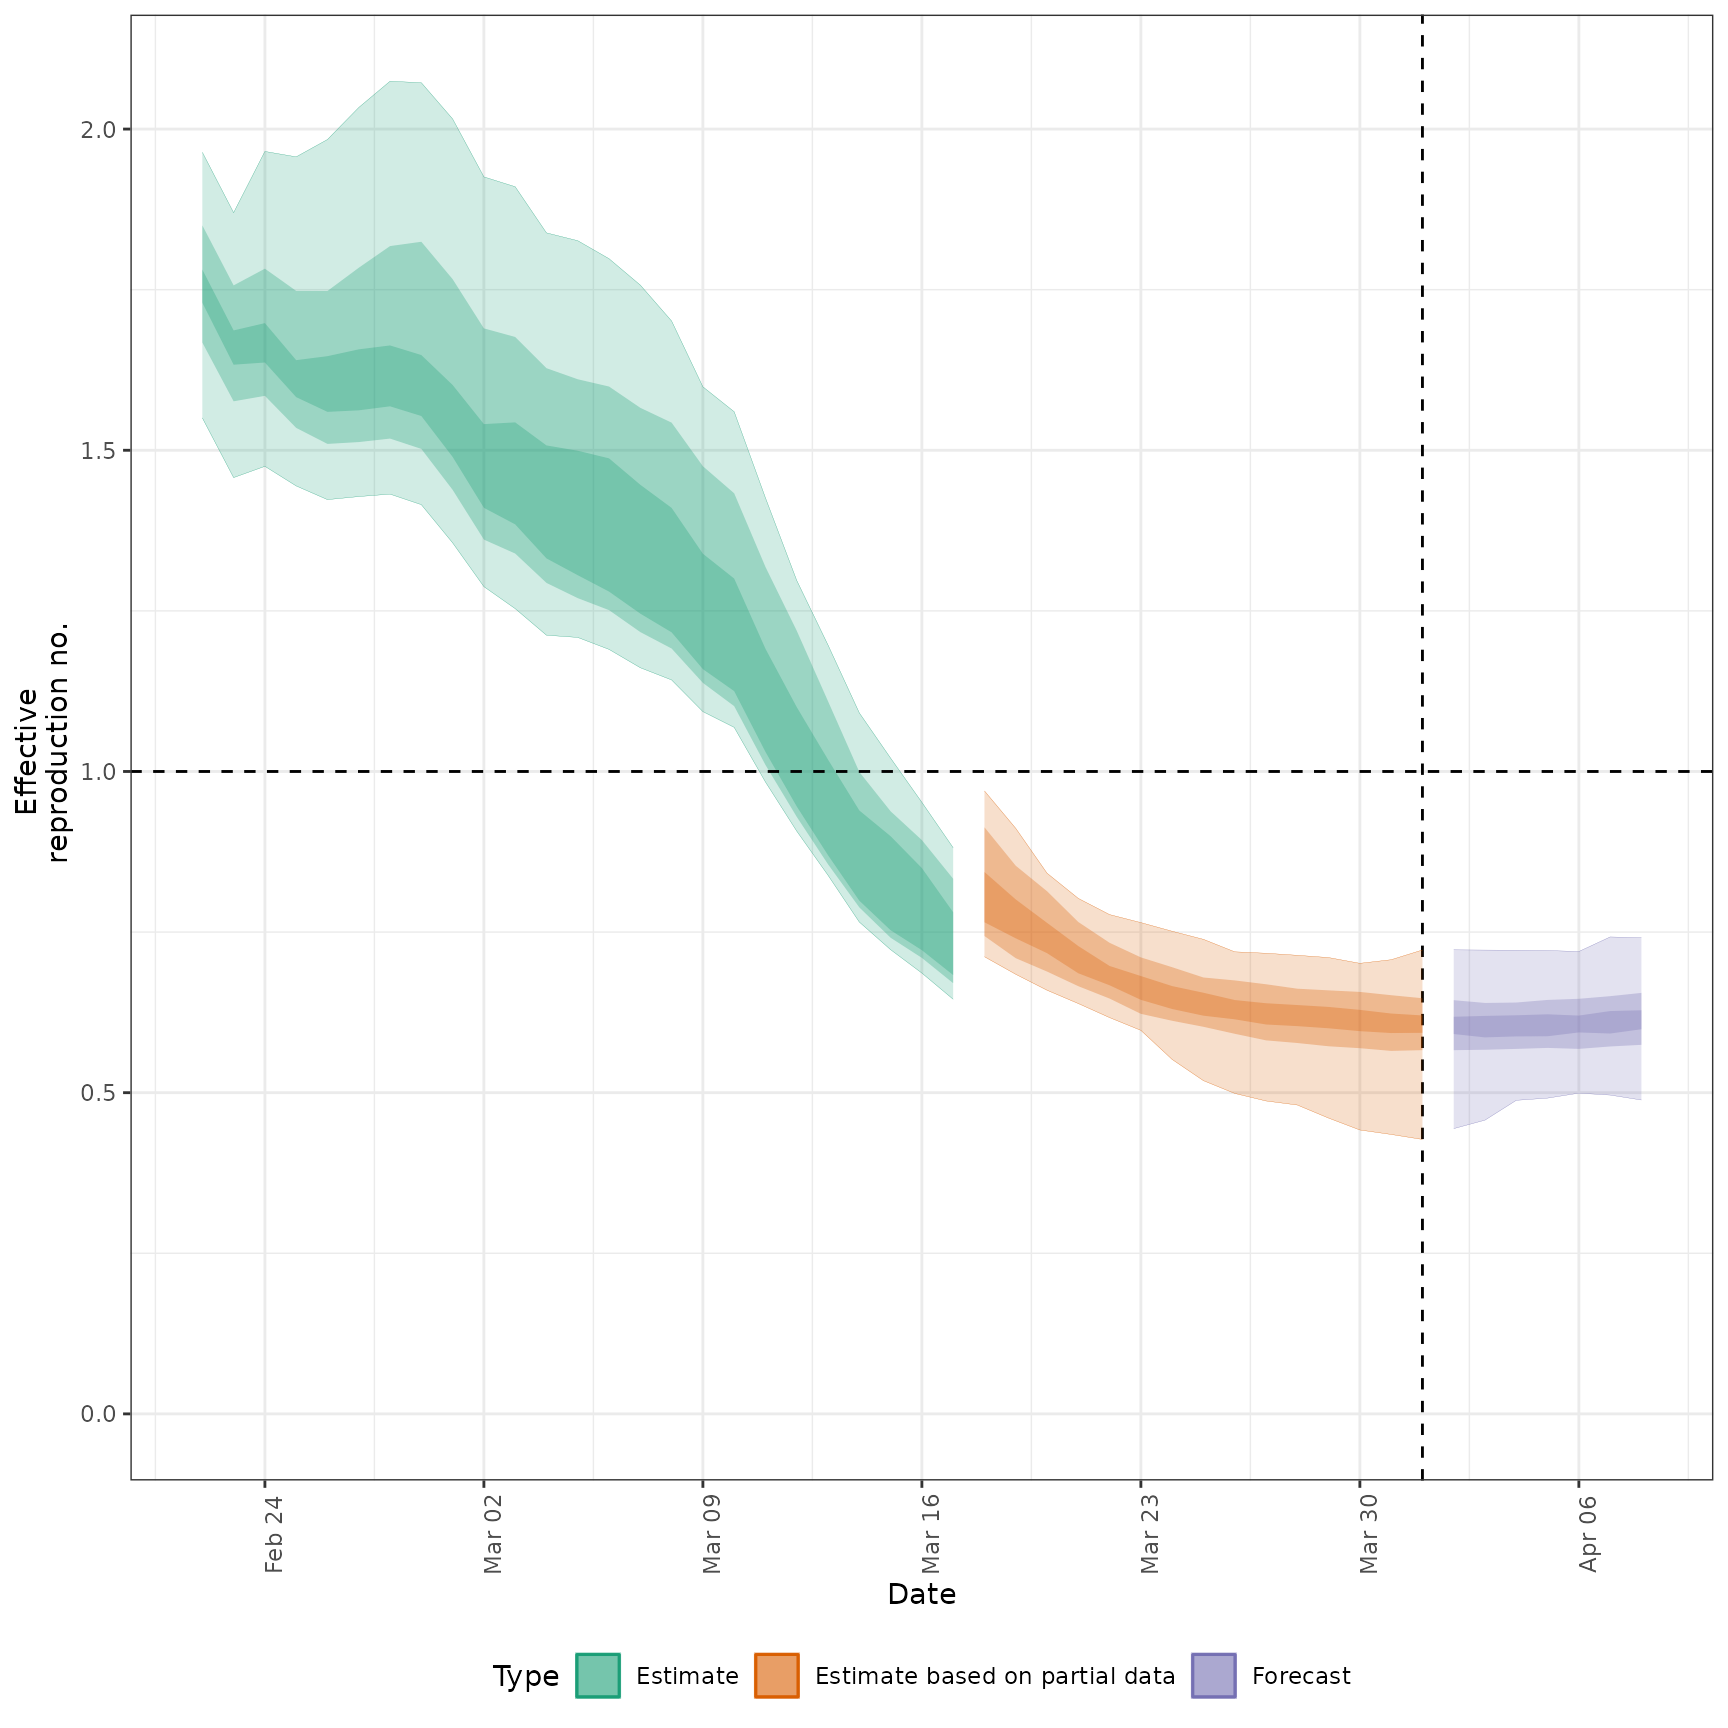 Effective
reproduction no.
2.0
1.5
1.0
0.5
0.0
Feb 24
Mar 02
Mar 09
Mar 16
Mar 23
Mar 30
Apr 06
Date
Type Estimate Estimate based on partial data Forecast